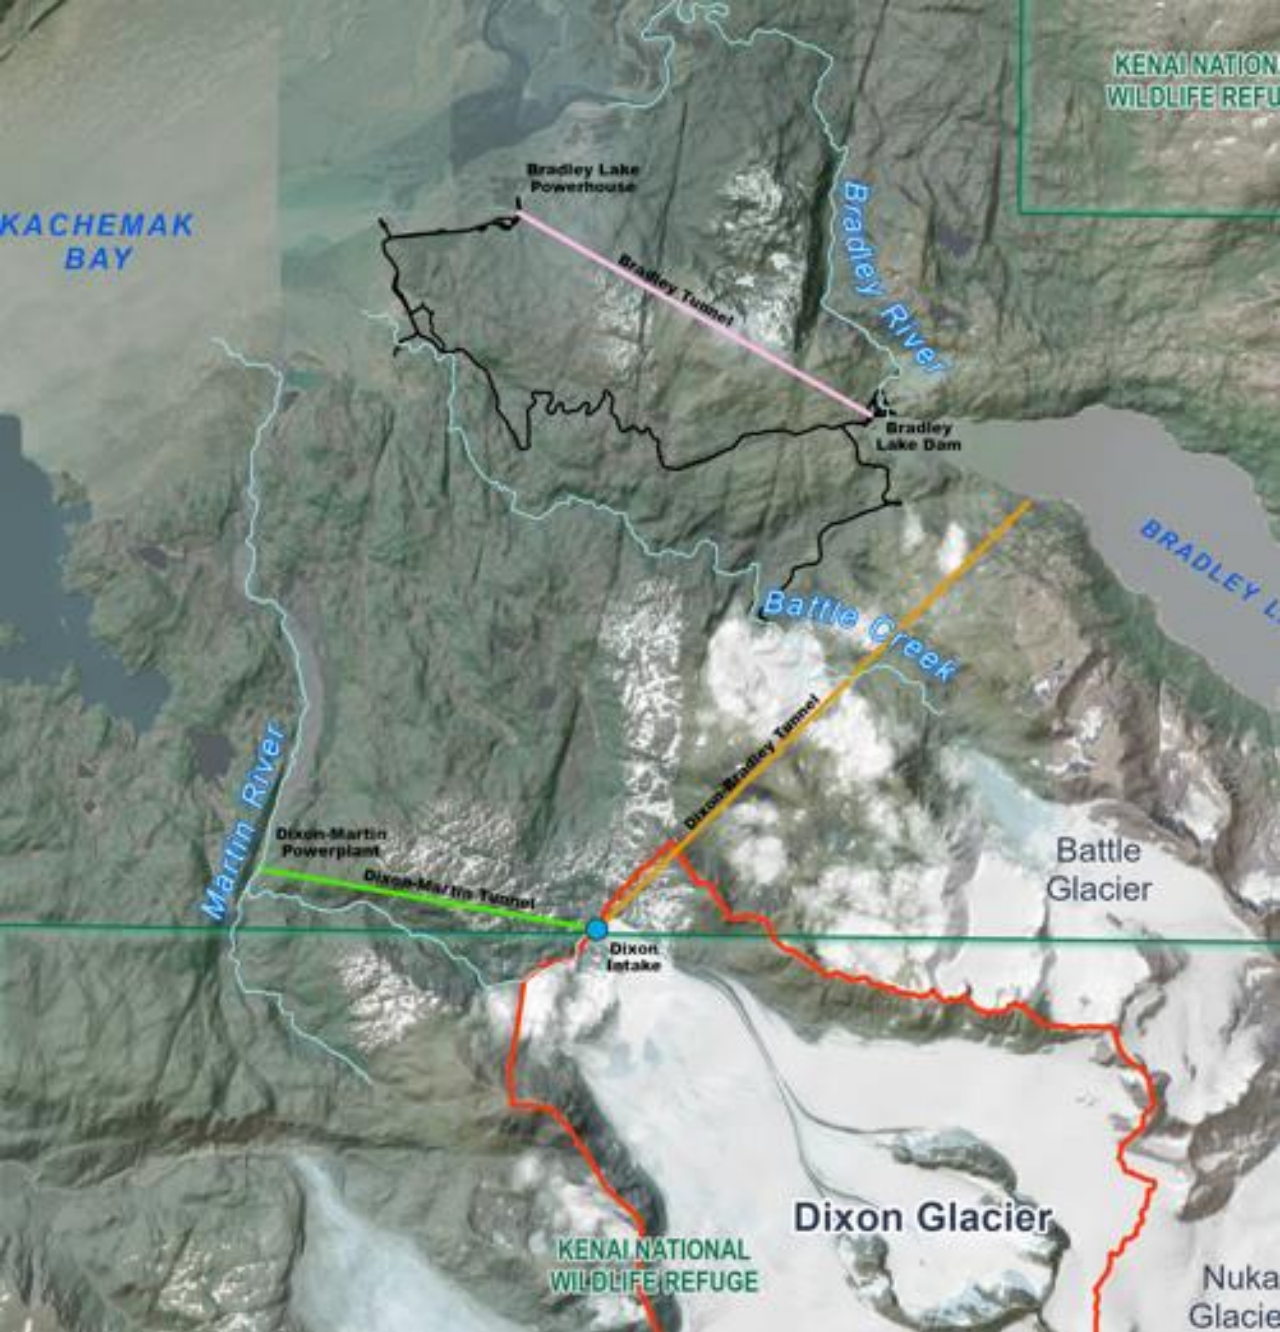 KENAI NATION
WILDLIFE REFU
Bradley Lake
Powerhouse
KACHEMAK
BAY
Bradley River
Bradley Tunnel
Bradley
Lake Dam
BRADLEY L
Battle Creek
Dixon-Bradley Tunnel
Martin River
Dixon-Martin
Powerplant
Dixon-Martin Tunnel
Battle
Glacier
Dixon
Intake
Dixon Glacier
KENAI NATIONAL
WILDLIFE REFUGE
Nuka
Glacie